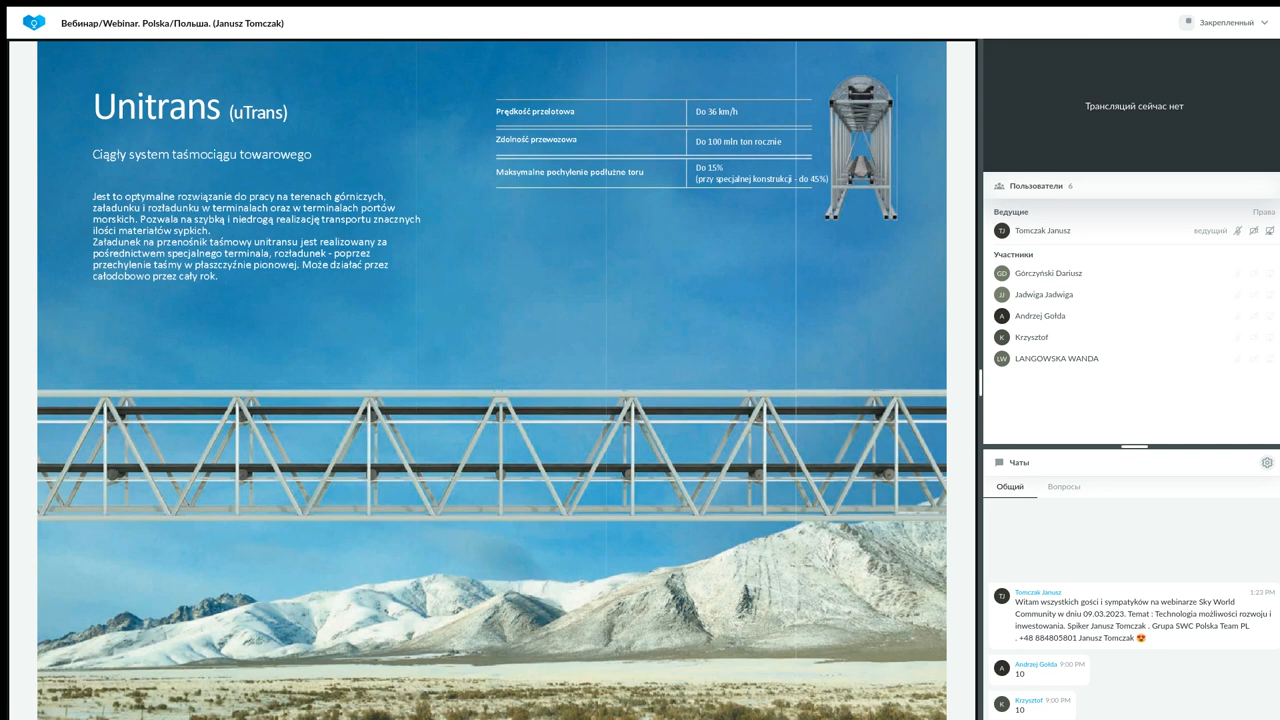 Вебинар/Webinar. Polska/Польша. (Janusz Tomczak)
Закрепленный
Unitrans (uTrans)
Ciągły system taśmociągu towarowego
Jest to optymalne rozwiązanie do pracy na terenach górniczych,
załadunku i rozładunku w terminalach oraz w terminalach portów
morskich. Pozwala na szybką i niedrogą realizację transportu znacznych
ilości materiałów sypkich.
Załadunek na przenośnik taśmowy unitransu jest realizowany za
pośrednictwem specjalnego terminala, rozładunek - poprzez
przechylenie taśmy w płaszczyźnie pionowej. Może działać przez
całodobowo przez cały rok.
Prędkość przelotowa
Do 36 km/h
Zdolność przewozowa
Do 100 mln ton rocznie
Maksymalne pochylenie podłużne toru
Do 15%
(przy specjalnej konstrukcji - do 45%)
Трансляций сейчас нет
Пользователи 6
Ведущие Права
TJ Tomczak Janusz ведущий
Участники
GD Górczyński Dariusz
JJ Jadwiga Jadwiga
A Andrzej Gołda
K Krzysztof
LW LANGOWSKA WANDA
Чаты
Общий Вопросы
TJ Tomczak Janusz 1:23 PM
Witam wszystkich gości i sympatyków na webinarze Sky World
Community w dniu 09.03.2023. Temat : Technologia możliwości rozwoju i
inwestowania. Spiker Janusz Tomczak . Grupa SWC Polska Team PL
. +48 884805801 Janusz Tomczak 😍
A Andrzej Gołda 9:00 PM
10
K Krzysztof 9:00 PM
10